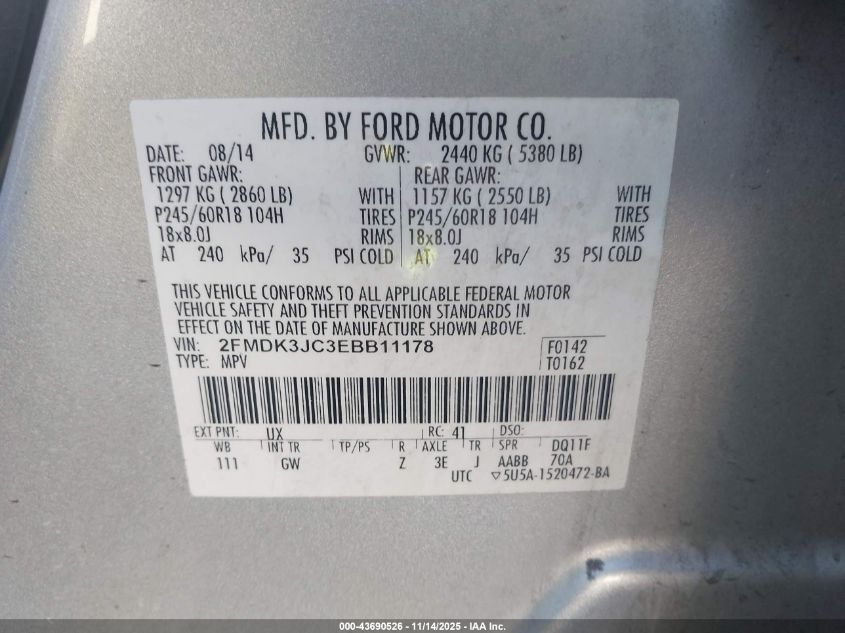 MFD. BY FORD MOTOR CO.
DATE: 08/14 GVWR: 2440 KG ( 5380 LB)
FRONT GAWR: REAR GAWR:
1297 KG ( 2860 LB) WITH 1157 KG ( 2550 LB) WITH
P245/60R18 104H TIRES P245/60R18 104H TIRES
18x8.0J RIMS 18x8.0J RIMS
AT 240 kPa/ 35 PSI COLD AT 240 kPa/ 35 PSI COLD
THIS VEHICLE CONFORMS TO ALL APPLICABLE FEDERAL MOTOR
VEHICLE SAFETY AND THEFT PREVENTION STANDARDS IN
EFFECT ON THE DATE OF MANUFACTURE SHOWN ABOVE.
VIN: 2FMDK3JC3EBB11178 F0142
TYPE: MPV T0162
EXT PNT: UX RC: 41 DSO:
WB INT TR TP/PS R AXLE TR SPR DQ11F
111 GW Z 3E J AABB 70A
UTC ▽5U5A-1520472-BA
000-43690526 - 11/14/2025 - IAA Inc.